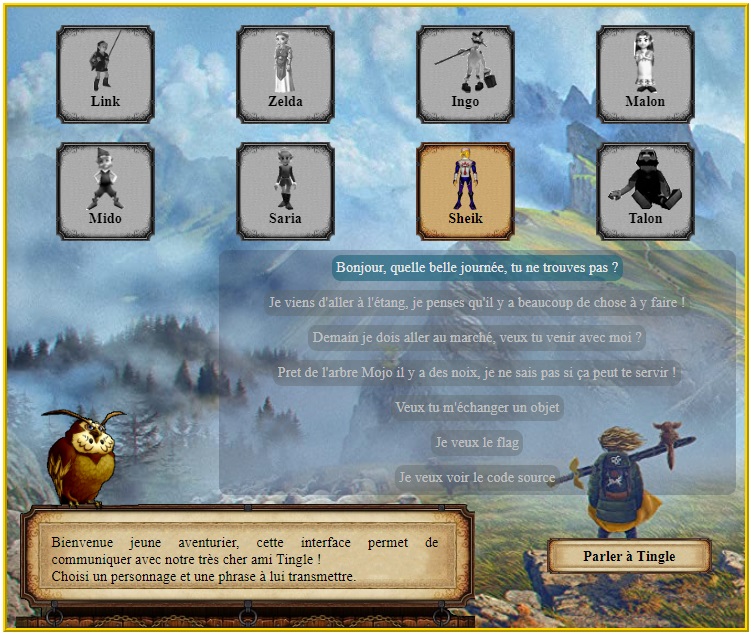 Link
Zelda
Ingo
Malon
Mido
Saria
Sheik
Talon
Bonjour, quelle belle journée, tu ne trouves pas ?
Je viens d'aller à l'étang, je penses qu'il y a beaucoup de chose à y faire !
Demain je dois aller au marché, veux tu venir avec moi ?
Pret de l'arbre Mojo il y a des noix, je ne sais pas si ça peut te servir !
Veux tu m'échanger un objet
Je veux le flag
Je veux voir le code source
Bienvenue jeune aventurier, cette interface permet de
communiquer avec notre très cher ami Tingle !
Choisi un personnage et une phrase à lui transmettre.
Parler à Tingle